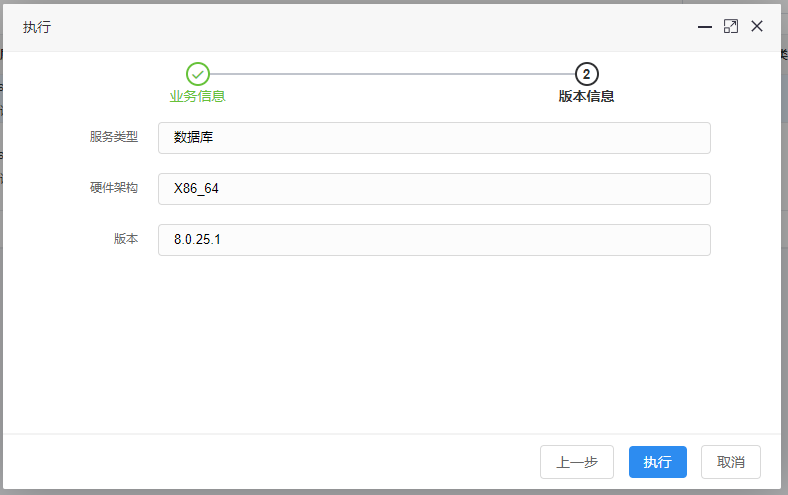 执行
2
业务信息
版本信息
服务类型
数据库
硬件架构
X86_64
版本
8.0.25.1
上一步
执行
取消
类